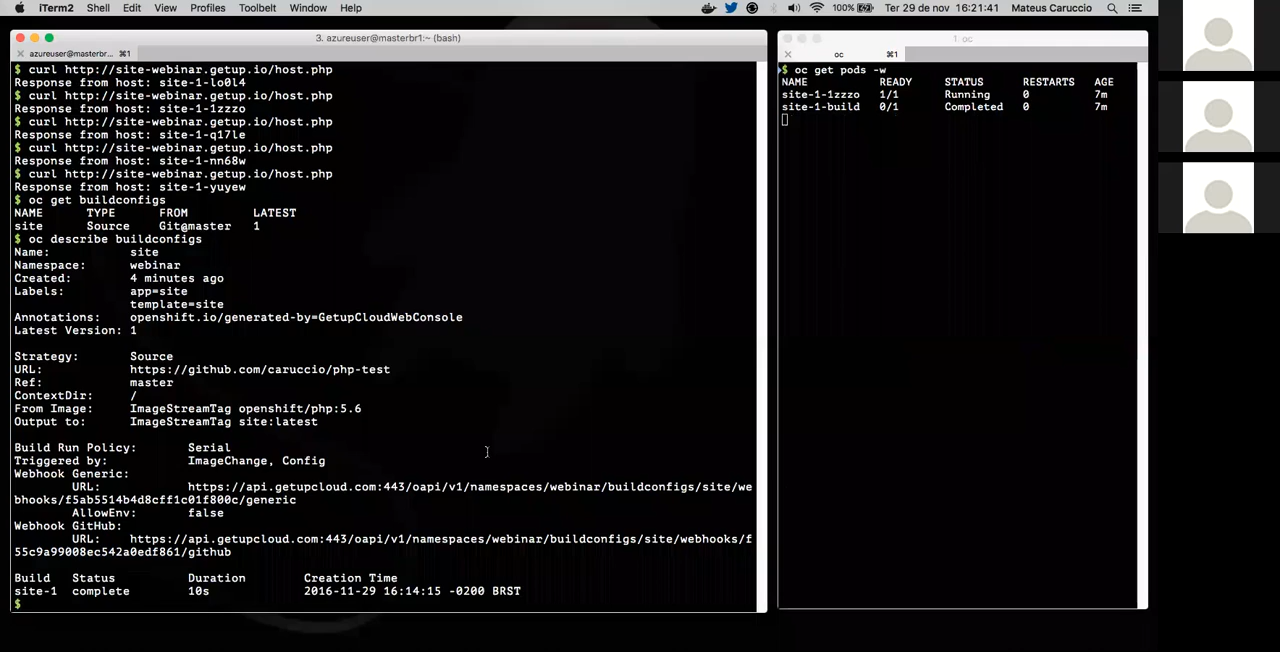 iTerm2 Shell Edit View Profiles Toolbelt Window Help 100% Ter 29 de nov 16:21:41 Mateus Caruccio
3. azureuser@masterbr1:~ (bash)
azureuser@masterbr... ⌘1
$ curl http://site-webinar.getup.io/host.php
Response from host: site-1-lo0l4
$ curl http://site-webinar.getup.io/host.php
Response from host: site-1-1zzzo
$ curl http://site-webinar.getup.io/host.php
Response from host: site-1-q17le
$ curl http://site-webinar.getup.io/host.php
Response from host: site-1-nn68w
$ curl http://site-webinar.getup.io/host.php
Response from host: site-1-yuyew
$ oc get buildconfigs
NAME TYPE FROM LATEST
site Source Git@master 1
$ oc describe buildconfigs
Name: site
Namespace: webinar
Created: 4 minutes ago
Labels: app=site
template=site
Annotations: openshift.io/generated-by=GetupCloudWebConsole
Latest Version: 1
Strategy: Source
URL: https://github.com/caruccio/php-test
Ref: master
ContextDir: /
From Image: ImageStreamTag openshift/php:5.6
Output to: ImageStreamTag site:latest
Build Run Policy: Serial
Triggered by: ImageChange, Config
Webhook Generic:
URL: https://api.getupcloud.com:443/oapi/v1/namespaces/webinar/buildconfigs/site/we
bhooks/f5ab5514b4d8cff1c01f800c/generic
AllowEnv: false
Webhook GitHub:
URL: https://api.getupcloud.com:443/oapi/v1/namespaces/webinar/buildconfigs/site/webhooks/f
55c9a99008ec542a0edf861/github
Build Status Duration Creation Time
site-1 complete 10s 2016-11-29 16:14:15 -0200 BRST
$
1. oc
oc ⌘1
$ oc get pods -w
NAME READY STATUS RESTARTS AGE
site-1-1zzzo 1/1 Running 0 7m
site-1-build 0/1 Completed 0 7m